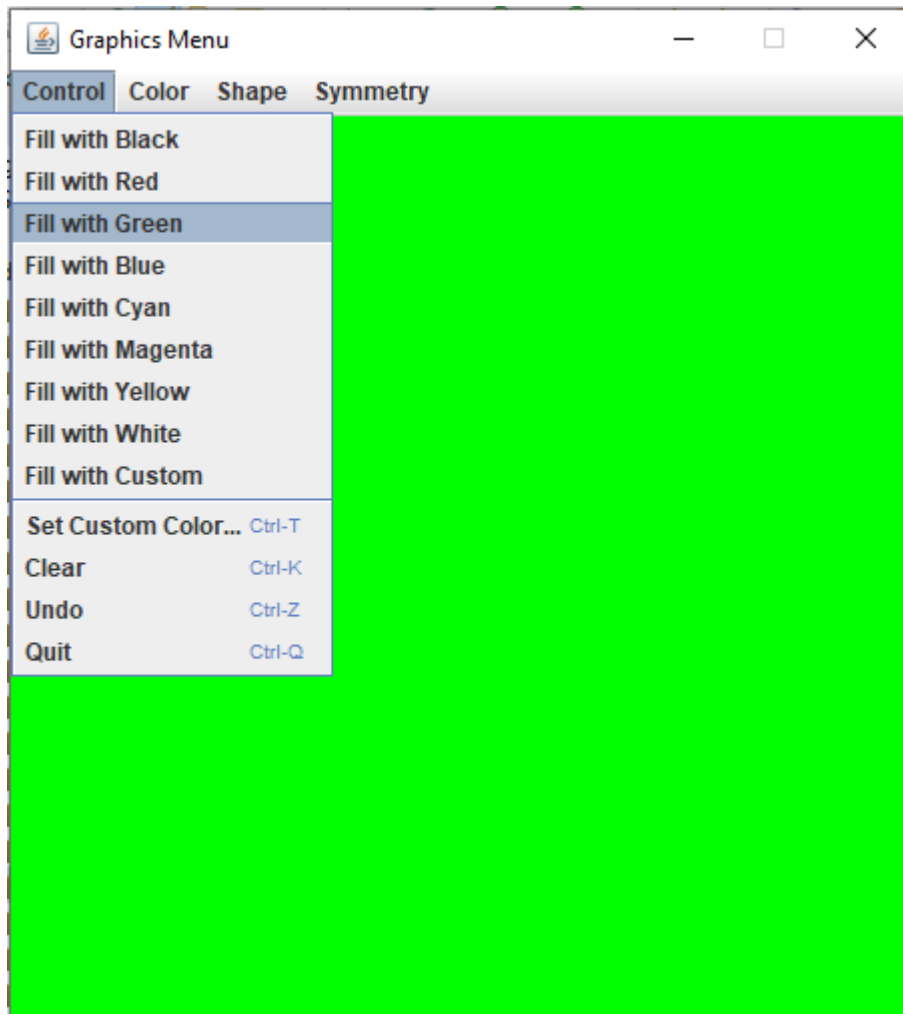 Graphics Menu
Control Color Shape Symmetry
Fill with Black
Fill with Red
Fill with Green
Fill with Blue
Fill with Cyan
Fill with Magenta
Fill with Yellow
Fill with White
Fill with Custom
Set Custom Color... Ctrl-T
Clear Ctrl-K
Undo Ctrl-Z
Quit Ctrl-Q